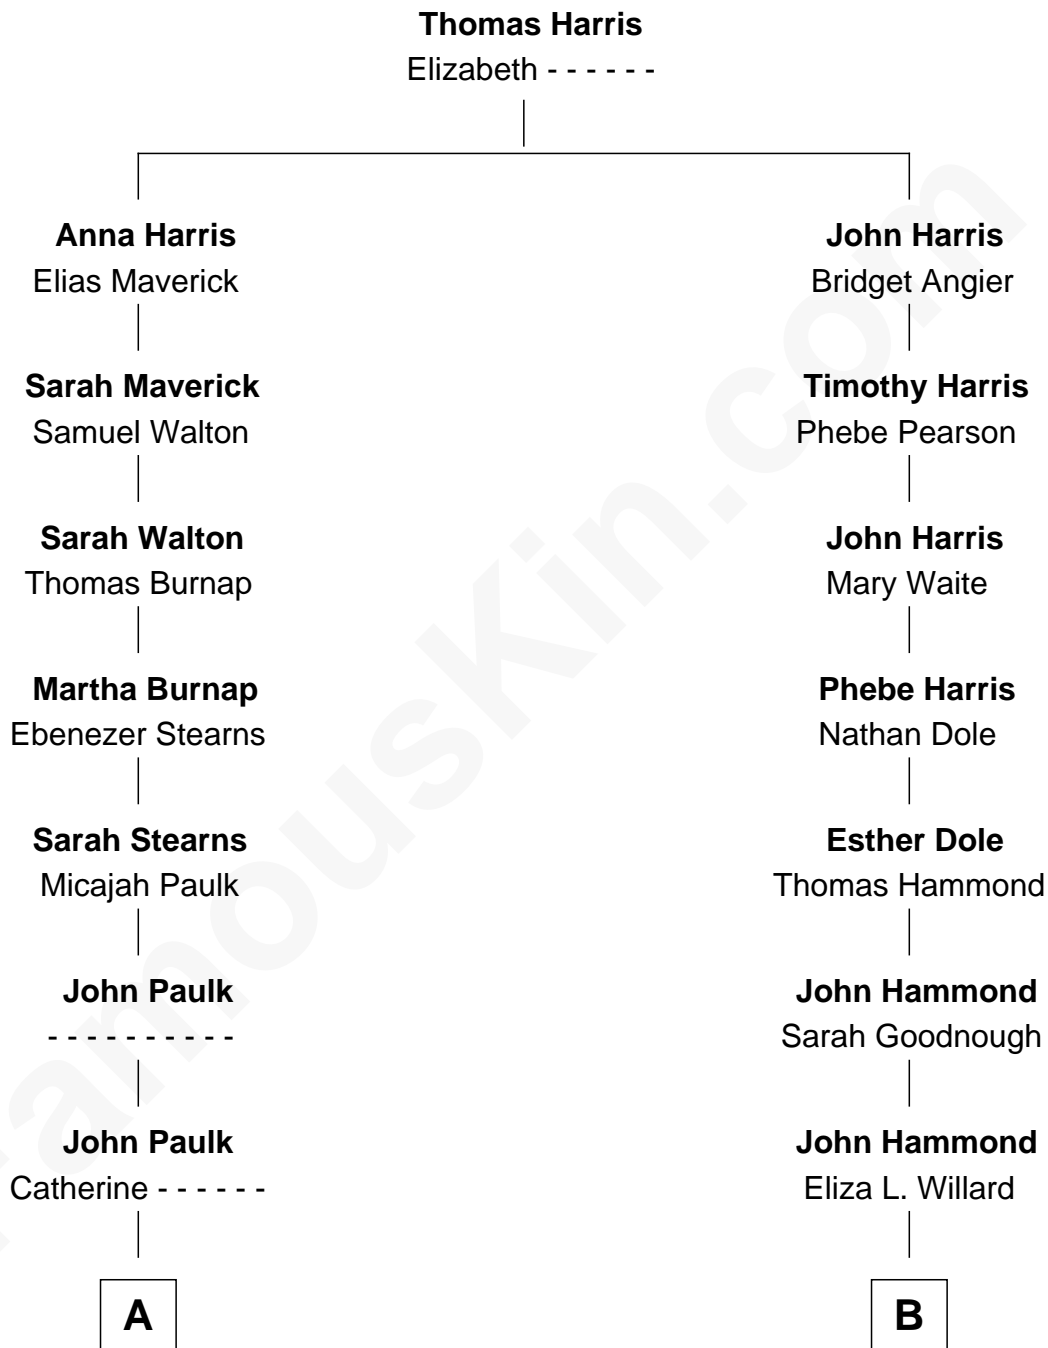 Thomas Harris
Elizabeth - - - - - -
Anna Harris
Elias Maverick
John Harris
Bridget Angier
Sarah Maverick
Samuel Walton
Timothy Harris
Phebe Pearson
Sarah Walton
Thomas Burnap
John Harris
Mary Waite
Martha Burnap
Ebenezer Stearns
Phebe Harris
Nathan Dole
Sarah Stearns
Micajah Paulk
Esther Dole
Thomas Hammond
John Paulk
- - - - - - - - - -
John Hammond
Sarah Goodnough
John Paulk
Catherine - - - - - -
John Hammond
Eliza L. Willard
A
B
FamousKin.com